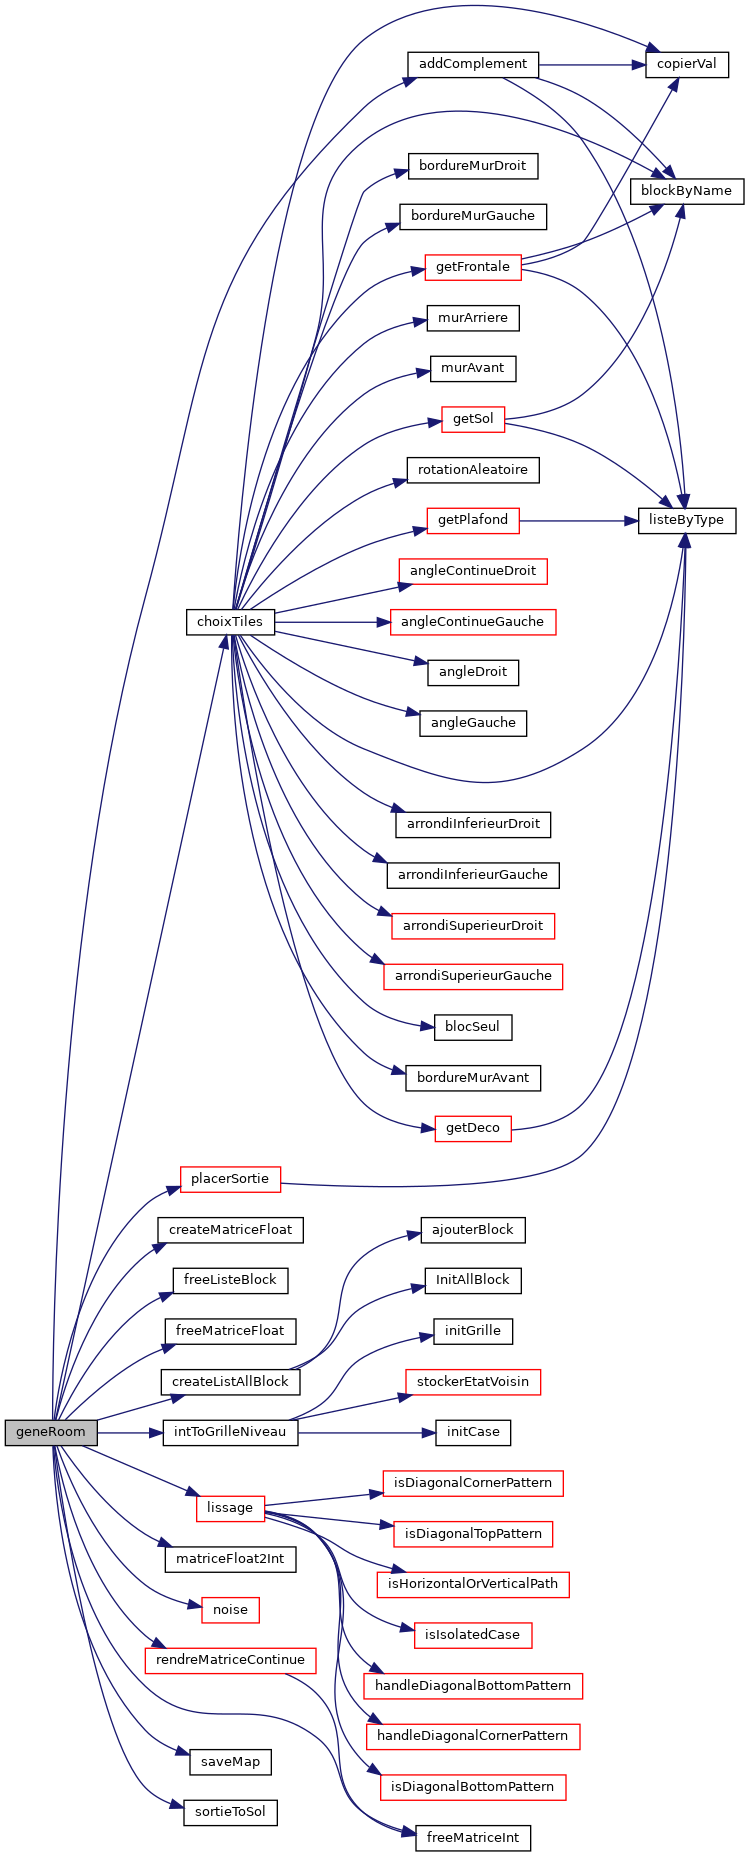 addComplement
copierVal
bordureMurDroit
blockByName
bordureMurGauche
getFrontale
murArriere
murAvant
getSol
rotationAleatoire
getPlafond
listeByType
angleContinueDroit
choixTiles
angleContinueGauche
angleDroit
angleGauche
arrondiInferieurDroit
arrondiInferieurGauche
arrondiSuperieurDroit
arrondiSuperieurGauche
blocSeul
bordureMurAvant
getDeco
placerSortie
createMatriceFloat
ajouterBlock
freeListeBlock
InitAllBlock
freeMatriceFloat
initGrille
createListAllBlock
stockerEtatVoisin
geneRoom
intToGrilleNiveau
initCase
lissage
isDiagonalCornerPattern
isDiagonalTopPattern
matriceFloat2Int
isHorizontalOrVerticalPath
noise
isIsolatedCase
rendreMatriceContinue
handleDiagonalBottomPattern
handleDiagonalCornerPattern
saveMap
isDiagonalBottomPattern
sortieToSol
freeMatriceInt